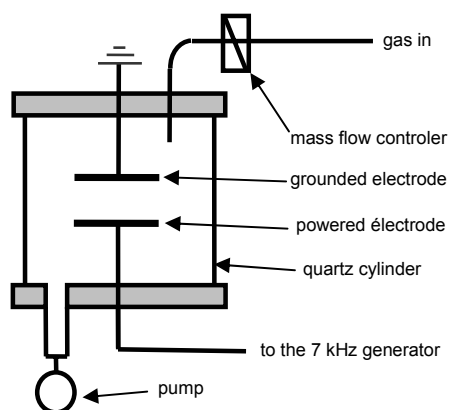 gas in
mass flow controler
grounded electrode
powered électrode
quartz cylinder
to the 7 kHz generator
pump